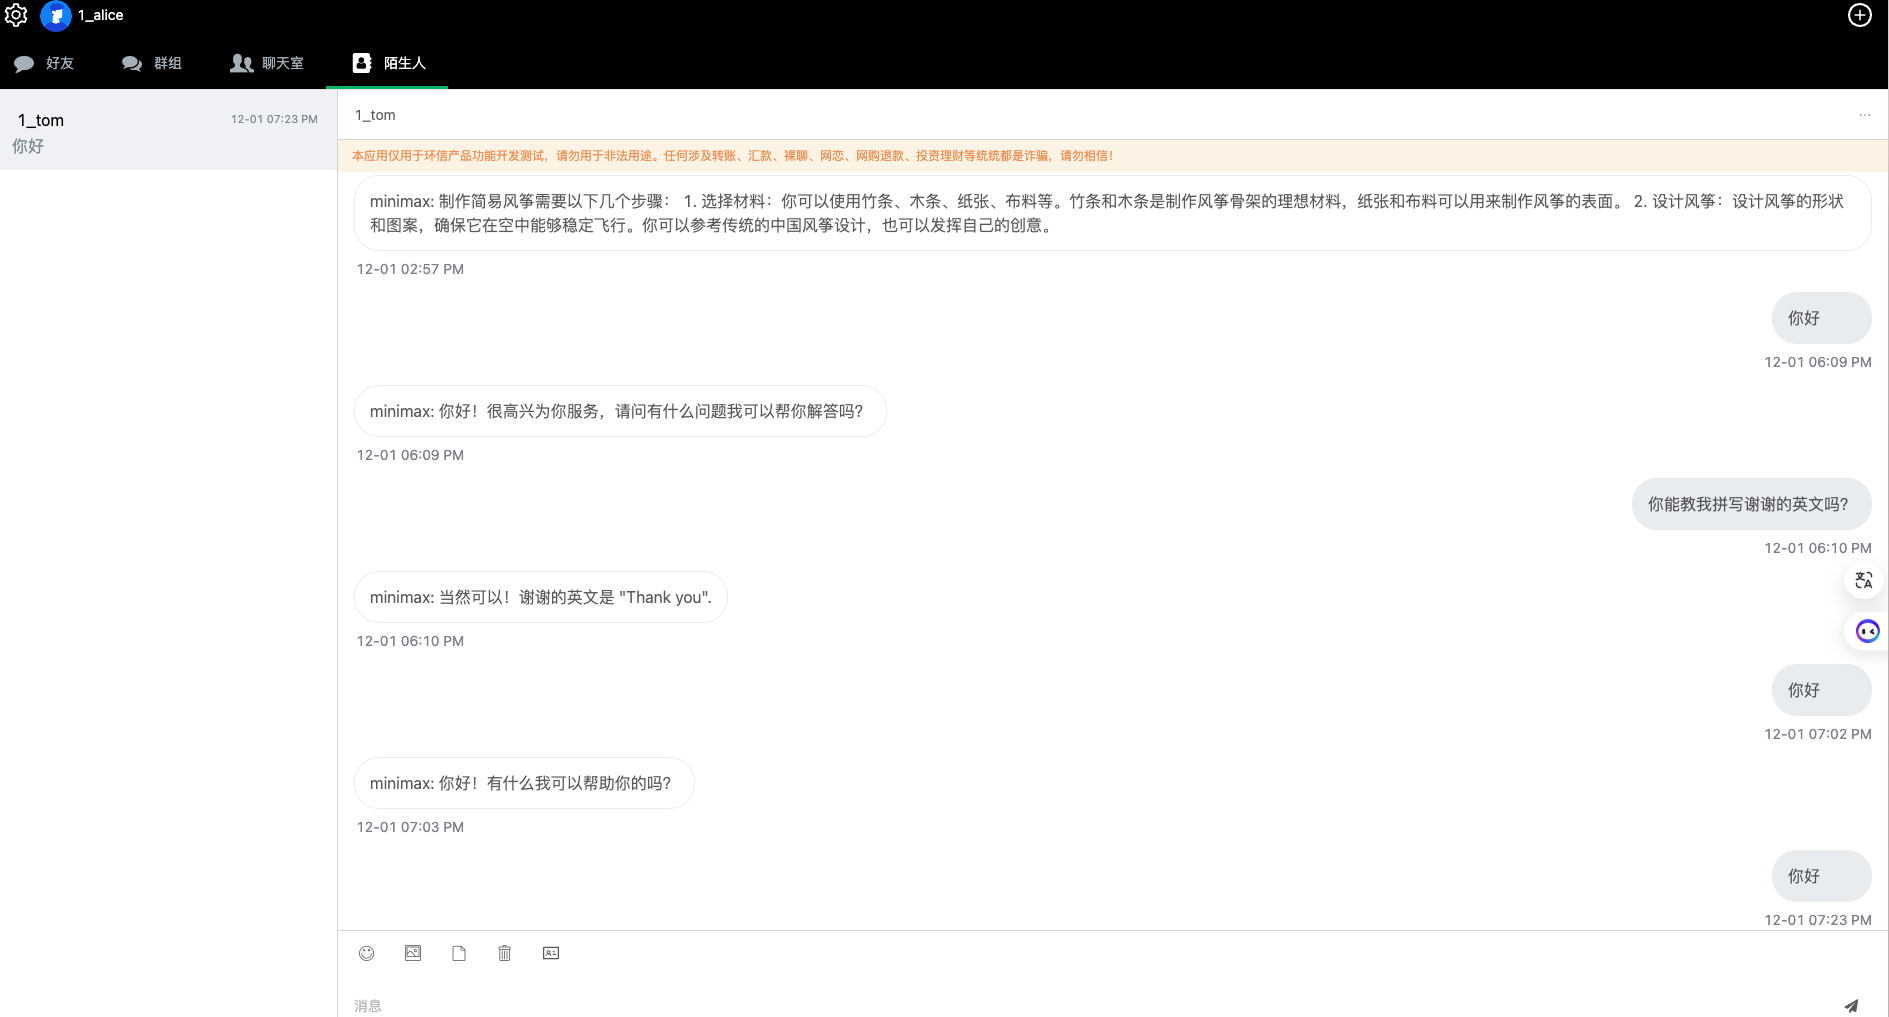 1_alice
好友
群组
聊天室
陌生人
1_tom
12-01 07:23 PM
你好
1_tom
···
本应用仅用于环信产品功能开发测试，请勿用于非法用途。任何涉及转账、汇款、裸聊、网恋、网购退款、投资理财等统统都是诈骗，请勿相信！
minimax: 制作简易风筝需要以下几个步骤： 1. 选择材料：你可以使用竹条、木条、纸张、布料等。竹条和木条是制作风筝骨架的理想材料，纸张和布料可以用来制作风筝的表面。 2. 设计风筝：设计风筝的形状
和图案，确保它在空中能够稳定飞行。你可以参考传统的中国风筝设计，也可以发挥自己的创意。
12-01 02:57 PM
你好
12-01 06:09 PM
minimax: 你好！很高兴为你服务，请问有什么问题我可以帮你解答吗？
12-01 06:09 PM
你能教我拼写谢谢的英文吗？
12-01 06:10 PM
minimax: 当然可以！谢谢的英文是 "Thank you".
12-01 06:10 PM
你好
12-01 07:02 PM
minimax: 你好！有什么我可以帮助你的吗？
12-01 07:03 PM
你好
12-01 07:23 PM
消息